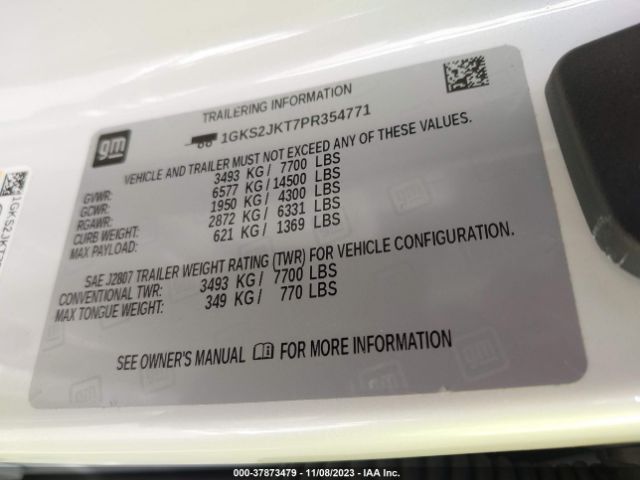 TRAILERING INFORMATION
gm
1GKS2JKT7PR354771
VEHICLE AND TRAILER MUST NOT EXCEED ANY OF THESE VALUES.
GVWR: 3493 KG / 7700 LBS
GCWR: 6577 KG / 14500 LBS
RGAWR: 1950 KG / 4300 LBS
CURB WEIGHT: 2872 KG / 6331 LBS
MAX PAYLOAD: 621 KG / 1369 LBS
SAE J2807 TRAILER WEIGHT RATING (TWR) FOR VEHICLE CONFIGURATION.
CONVENTIONAL TWR: 3493 KG / 7700 LBS
MAX TONGUE WEIGHT: 349 KG / 770 LBS
SEE OWNER'S MANUAL FOR MORE INFORMATION
000-37873479 - 11/08/2023 - IAA Inc.